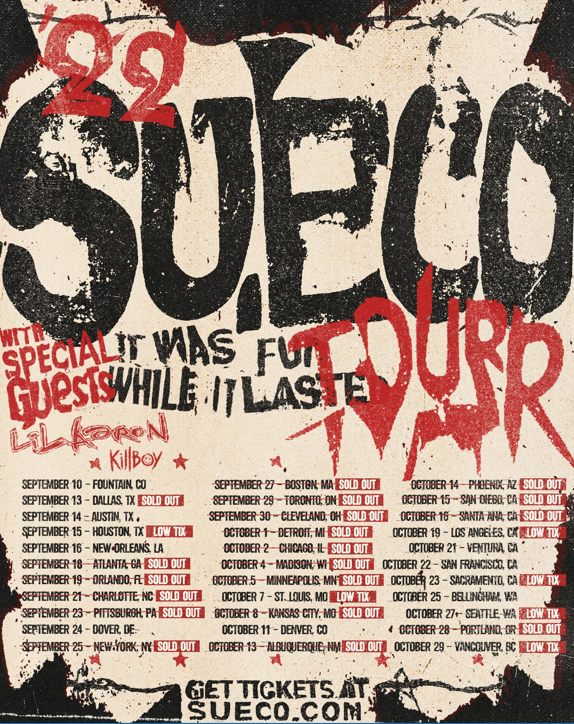 '22
SUECO
TOUR
IT WAS FUN
WHILE IT LASTED
WITH
SPECIAL
GUESTS
LiL AARON
KiLLBOY
SEPTEMBER 10 - FOUNTAIN, CO
SEPTEMBER 13 - DALLAS, TX SOLD OUT
SEPTEMBER 14 - AUSTIN, TX
SEPTEMBER 15 - HOUSTON, TX LOW TIX
SEPTEMBER 16 - NEW ORLEANS, LA
SEPTEMBER 18 - ATLANTA, GA SOLD OUT
SEPTEMBER 19 - ORLANDO, FL SOLD OUT
SEPTEMBER 21 - CHARLOTTE, NC SOLD OUT
SEPTEMBER 23 - PITTSBURGH, PA SOLD OUT
SEPTEMBER 24 - DOVER, DE
SEPTEMBER 25 - NEW YORK, NY SOLD OUT
SEPTEMBER 27 - BOSTON, MA SOLD OUT
SEPTEMBER 29 - TORONTO, ON SOLD OUT
SEPTEMBER 30 - CLEVELAND, OH SOLD OUT
OCTOBER 1 - DETROIT, MI SOLD OUT
OCTOBER 2 - CHICAGO, IL SOLD OUT
OCTOBER 4 - MADISON, WI SOLD OUT
OCTOBER 5 - MINNEAPOLIS, MN SOLD OUT
OCTOBER 7 - ST. LOUIS, MO LOW TIX
OCTOBER 8 - KANSAS CITY, MO SOLD OUT
OCTOBER 11 - DENVER, CO
OCTOBER 13 - ALBUQUERQUE, NM SOLD OUT
OCTOBER 14 - PHOENIX, AZ SOLD OUT
OCTOBER 15 - SAN DIEGO, CA SOLD OUT
OCTOBER 16 - SANTA ANA, CA SOLD OUT
OCTOBER 19 - LOS ANGELES, CA LOW TIX
OCTOBER 21 - VENTURA, CA
OCTOBER 22 - SAN FRANCISCO, CA
OCTOBER 23 - SACRAMENTO, CA LOW TIX
OCTOBER 25 - BELLINGHAM, WA
OCTOBER 27 - SEATTLE, WA LOW TIX
OCTOBER 28 - PORTLAND, OR SOLD OUT
OCTOBER 29 - VANCOUVER, BC LOW TIX
GET TICKETS AT
SUECO.COM